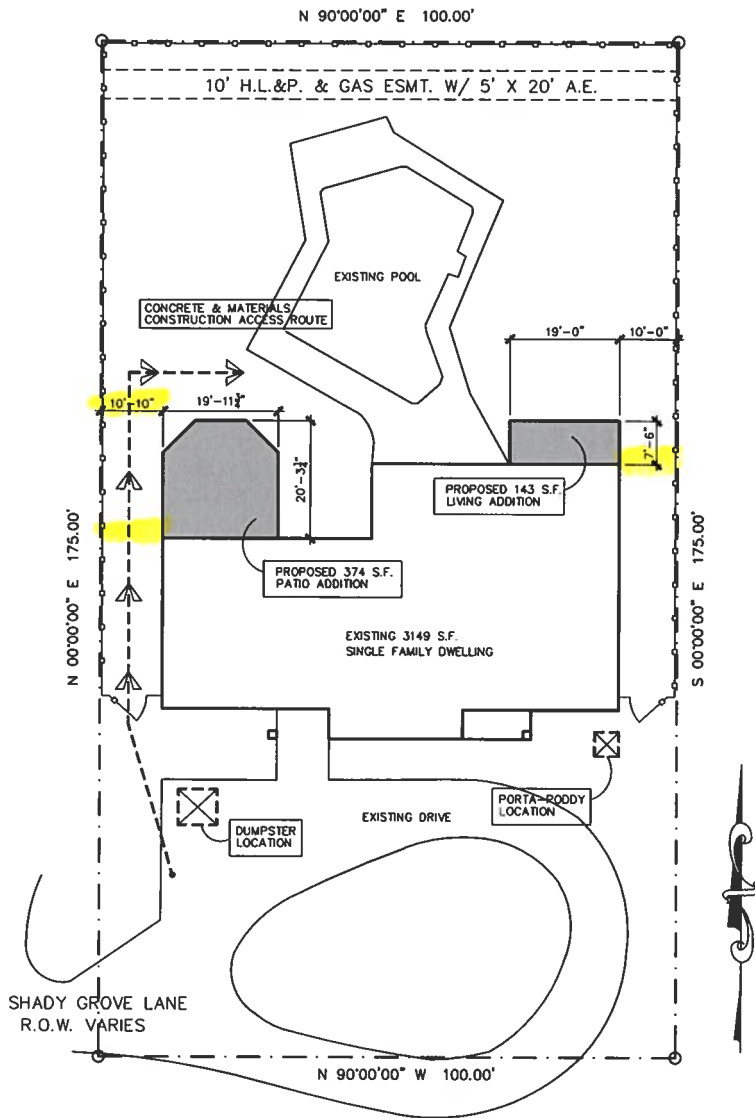 N 90°00'00" E 100.00'
10' H.L.&P. & GAS ESMT. W/ 5' X 20' A.E.
EXISTING POOL
CONCRETE & MATERIALS
CONSTRUCTION ACCESS ROUTE
19'-0"
10'-0"
10'-10"
19'-11¾"
7'-6"
20'-3½"
PROPOSED 143 S.F.
LIVING ADDITION
N 00°00'00" E 175.00'
S 00°00'00" E 175.00'
PROPOSED 374 S.F.
PATIO ADDITION
EXISTING 3149 S.F.
SINGLE FAMILY DWELLING
PORTA-PODDY
LOCATION
EXISTING DRIVE
DUMPSTER
LOCATION
SHADY GROVE LANE
R.O.W. VARIES
N 90°00'00" W 100.00'